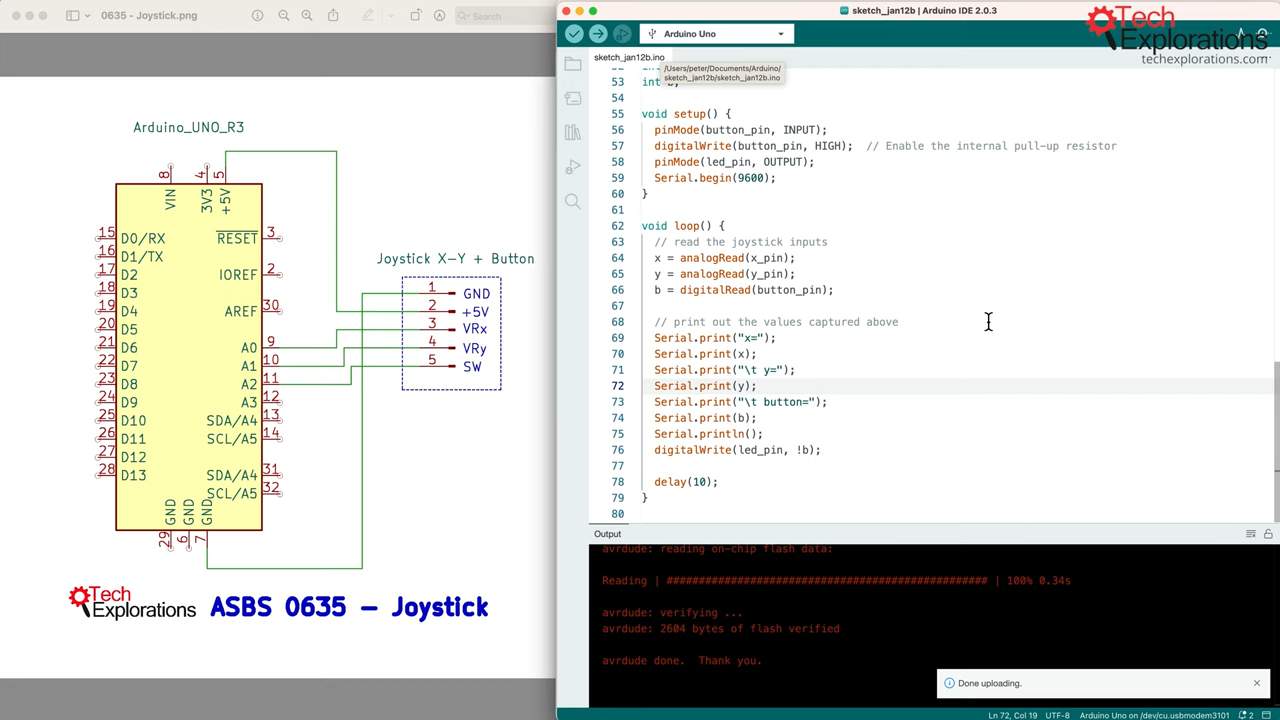 0635 - Joystick.png
Search
Arduino_UNO_R3
8
4
5
VIN
3V3
+5V
15 D0/RX
RESET 3
16 D1/TX
17 D2
IOREF 2
18 D3
19 D4
AREF 30
20 D5
21 D6
A0 9
22 D7
A1 10
23 D8
A2 11
24 D9
A3 12
25 D10
SDA/A4 13
26 D11
SCL/A5 14
27 D12
28 D13
SDA/A4 31
SCL/A5 32
GND
GND
GND
29
6
7
Joystick X-Y + Button
1 GND
2 +5V
3 VRx
4 VRy
5 SW
Tech
Explorations
ASBS 0635 - Joystick
sketch_jan12b | Arduino IDE 2.0.3
Arduino Uno
Tech
Explorations
techexplorations.com
sketch_jan12b.ino
/Users/peter/Documents/Arduino/
sketch_jan12b/sketch_jan12b.ino
53 int b;
54
55 void setup() {
56 pinMode(button_pin, INPUT);
57 digitalWrite(button_pin, HIGH); // Enable the internal pull-up resistor
58 pinMode(led_pin, OUTPUT);
59 Serial.begin(9600);
60 }
61
62 void loop() {
63 // read the joystick inputs
64 x = analogRead(x_pin);
65 y = analogRead(y_pin);
66 b = digitalRead(button_pin);
67
68 // print out the values captured above
69 Serial.print("x=");
70 Serial.print(x);
71 Serial.print("\t y=");
72 Serial.print(y);
73 Serial.print("\t button=");
74 Serial.print(b);
75 Serial.println();
76 digitalWrite(led_pin, !b);
77
78 delay(10);
79 }
80
Output
avrdude: reading on-chip flash data:
Reading | ################################################## | 100% 0.34s
avrdude: verifying ...
avrdude: 2604 bytes of flash verified
avrdude done. Thank you.
Done uploading.
Ln 72, Col 19 UTF-8 Arduino Uno on /dev/cu.usbmodem3101 2